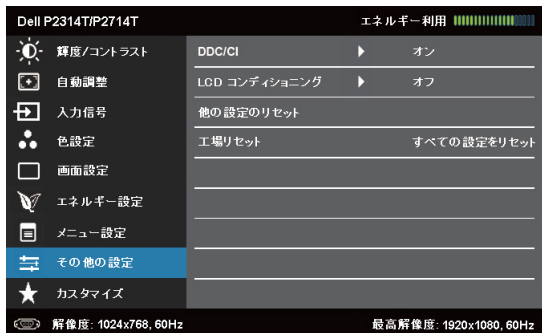 Dell P2314T/P2714T エネルギー利用
輝度/コントラスト DDC/CI オン
自動調整 LCD コンディショニング オフ
入力信号 他の設定のリセット
色設定 工場リセット すべての設定をリセット
画面設定
エネルギー設定
メニュー設定
その他の設定
カスタマイズ
解像度: 1024x768, 60Hz 最高解像度: 1920x1080, 60Hz